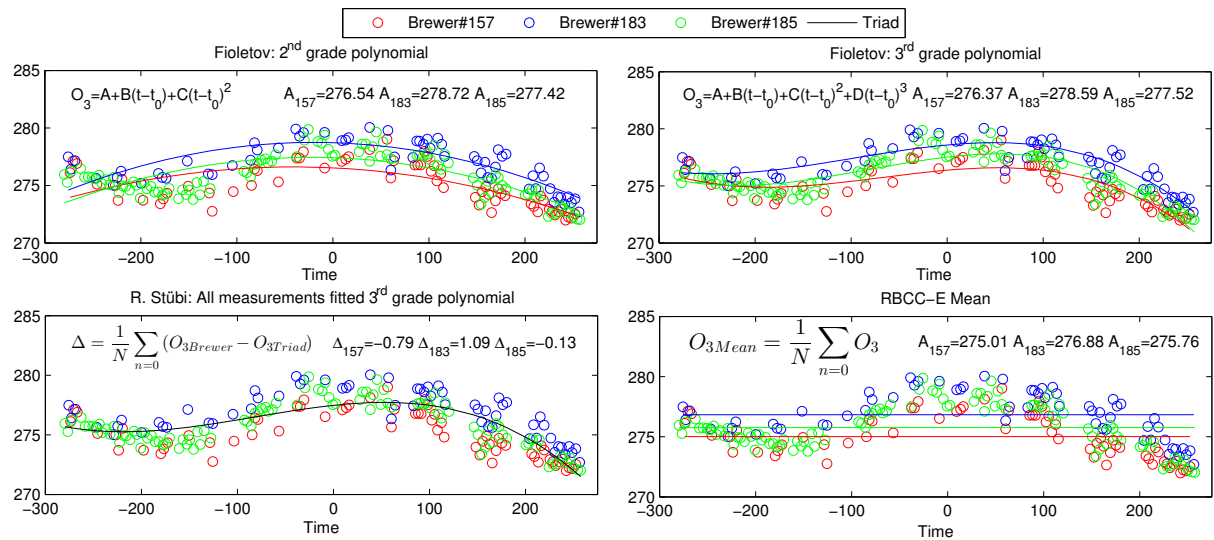 Brewer#157 Brewer#183 Brewer#185 Triad
Fioletov: 2nd grade polynomial
O3=A+B(t−t0)+C(t−t0)2 A157=276.54 A183=278.72 A185=277.42
285
280
275
270
−300 −200 −100 0 100 200
Time
Fioletov: 3rd grade polynomial
O3=A+B(t−t0)+C(t−t0)2+D(t−t0)3 A157=276.37 A183=278.59 A185=277.52
285
280
275
270
−300 −200 −100 0 100 200
Time
R. Stübi: All measurements fitted 3rd grade polynomial
Δ = 1/N ∑n=0 (O3Brewer − O3Triad) Δ157=−0.79 Δ183=1.09 Δ185=−0.13
285
280
275
270
−300 −200 −100 0 100 200
Time
RBCC−E Mean
O3Mean = 1/N ∑n=0 O3 A157=275.01 A183=276.88 A185=275.76
285
280
275
270
−300 −200 −100 0 100 200
Time